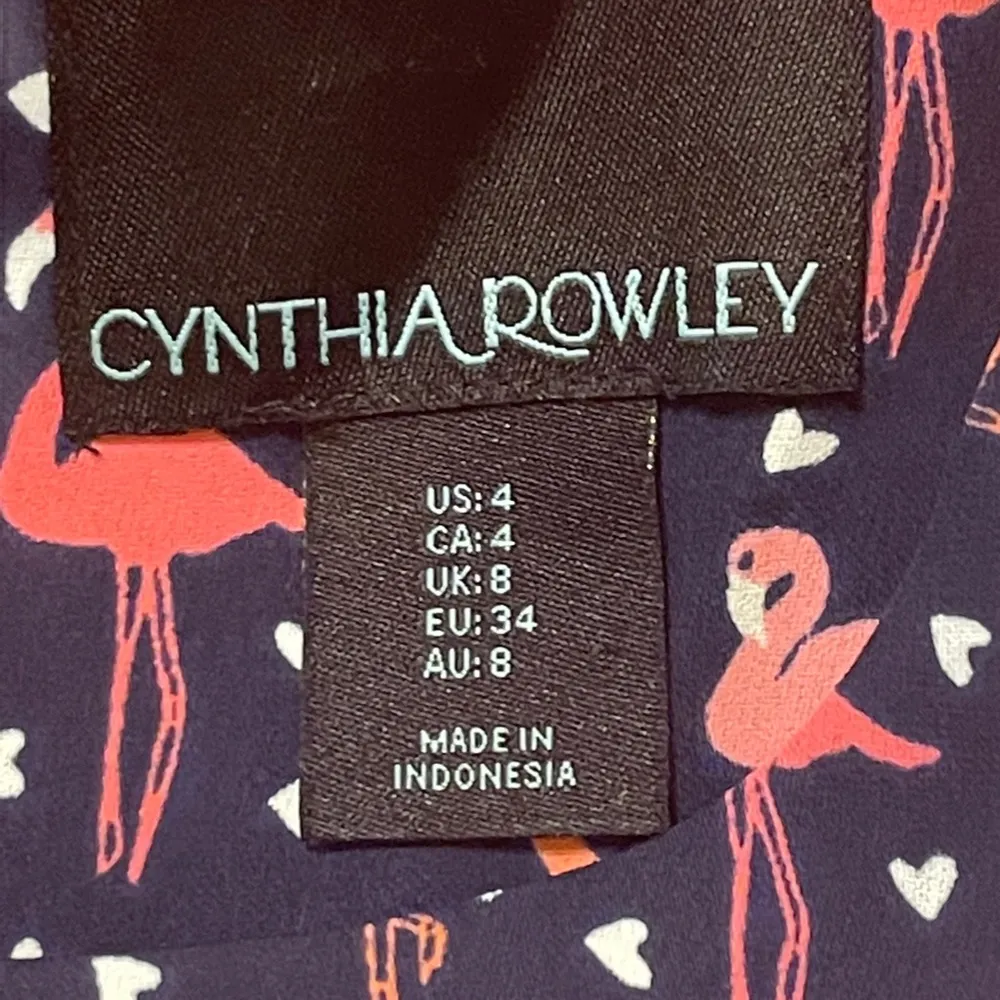 CYNTHIA ROWLEY
US: 4
CA: 4
UK: 8
EU: 34
AU: 8
MADE IN
INDONESIA